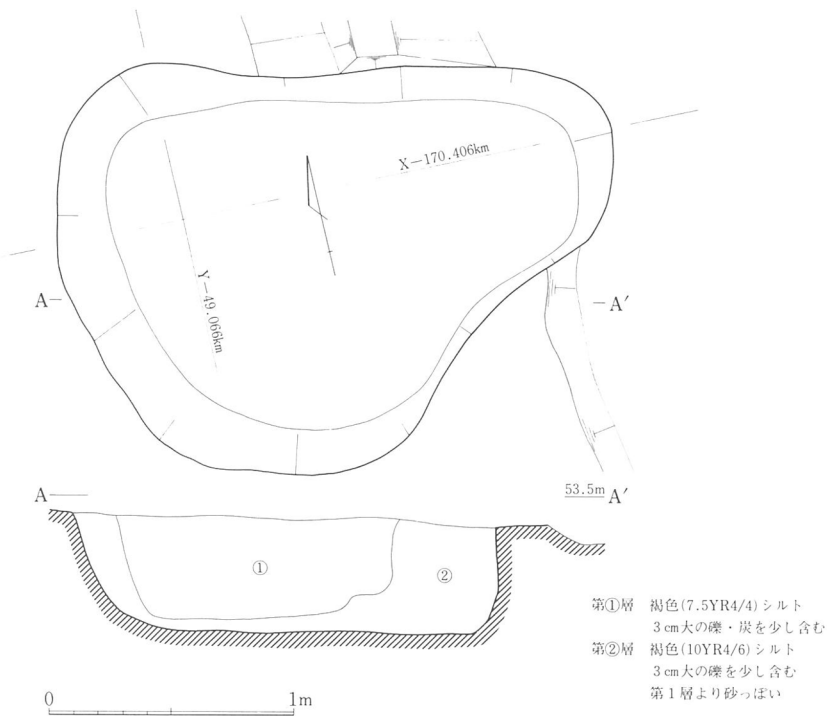 X−170.406km
Y−49.066km
A
A′
53.5m
A
A′
①
②
第①層 褐色(7.5YR4/4)シルト
3㎝大の礫・炭を少し含む
第②層 褐色(10YR4/6)シルト
3㎝大の礫を少し含む
第1層より砂っぽい
0
1m